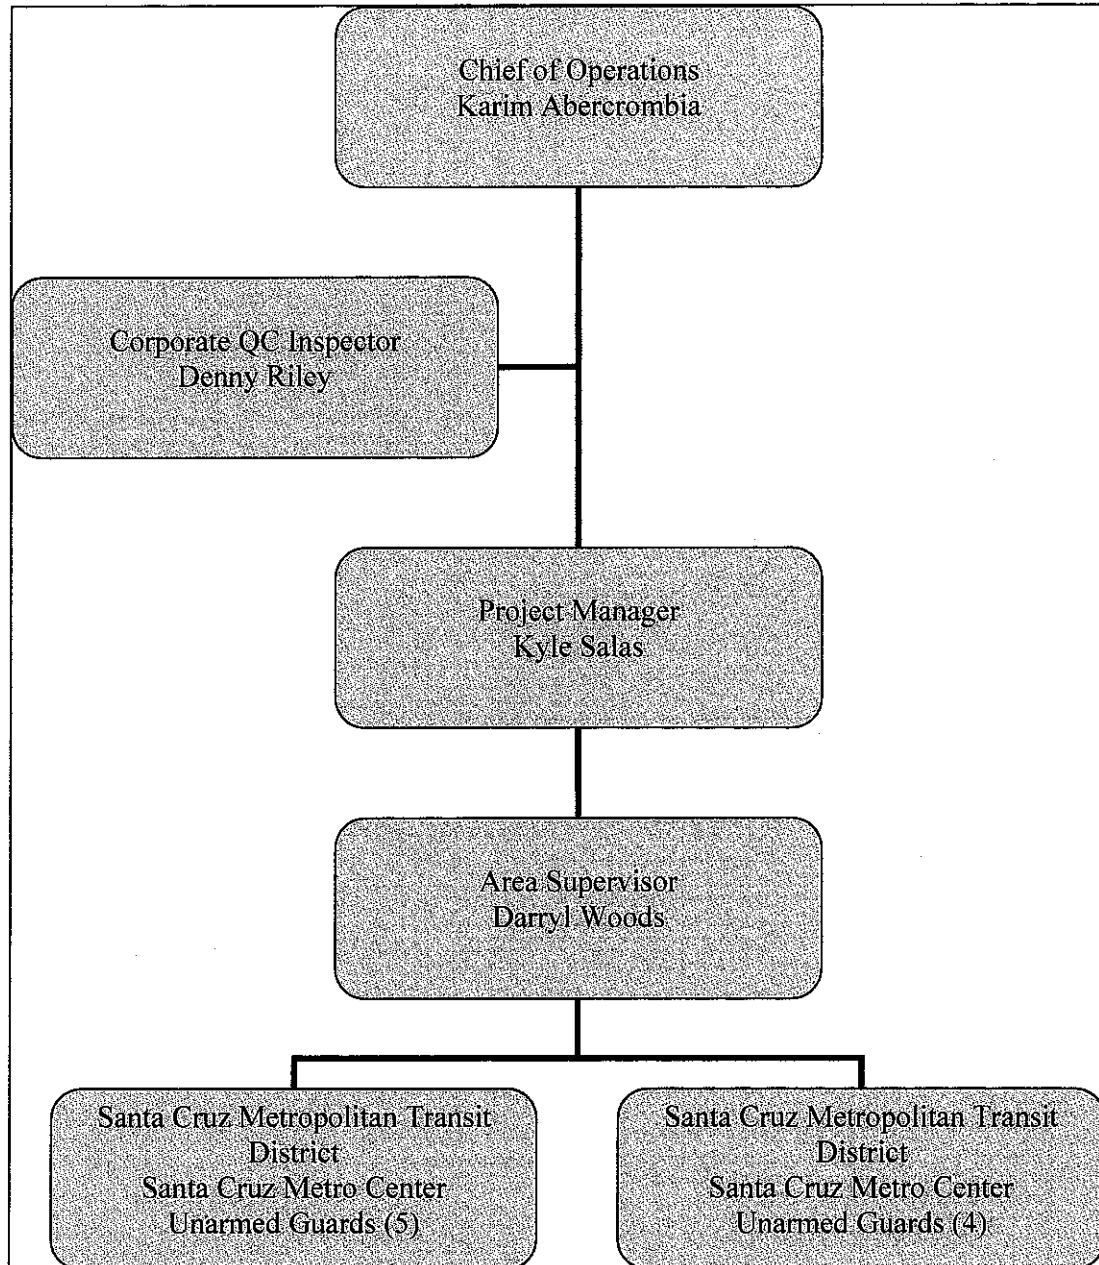 Chief of Operations
Karim Abercrombia
Corporate QC Inspector
Denny Riley
Project Manager
Kyle Salas
Area Supervisor
Darryl Woods
Santa Cruz Metropolitan Transit
District
Santa Cruz Metro Center
Unarmed Guards (5)
Santa Cruz Metropolitan Transit
District
Santa Cruz Metro Center
Unarmed Guards (4)